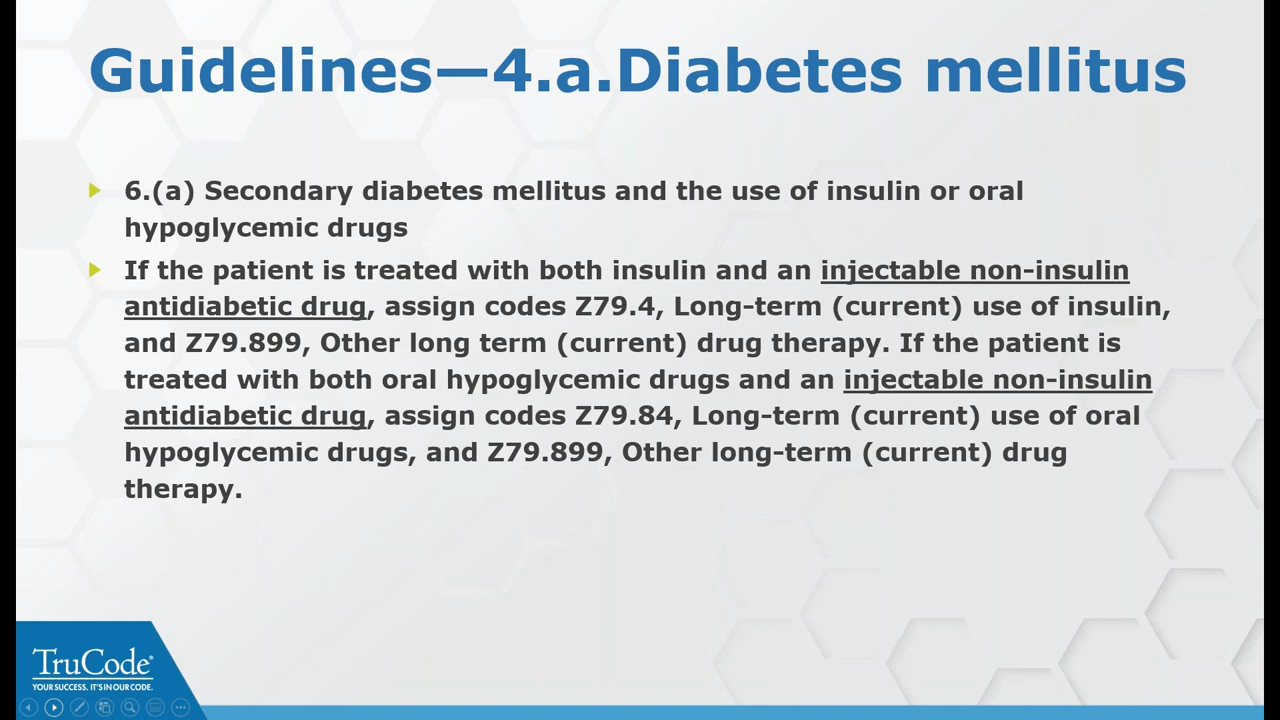 Guidelines—4.a.Diabetes mellitus
6.(a) Secondary diabetes mellitus and the use of insulin or oral
hypoglycemic drugs
If the patient is treated with both insulin and an injectable non-insulin
antidiabetic drug, assign codes Z79.4, Long-term (current) use of insulin,
and Z79.899, Other long term (current) drug therapy. If the patient is
treated with both oral hypoglycemic drugs and an injectable non-insulin
antidiabetic drug, assign codes Z79.84, Long-term (current) use of oral
hypoglycemic drugs, and Z79.899, Other long-term (current) drug
therapy.
TruCode®
YOUR SUCCESS. IT'S IN OUR CODE.